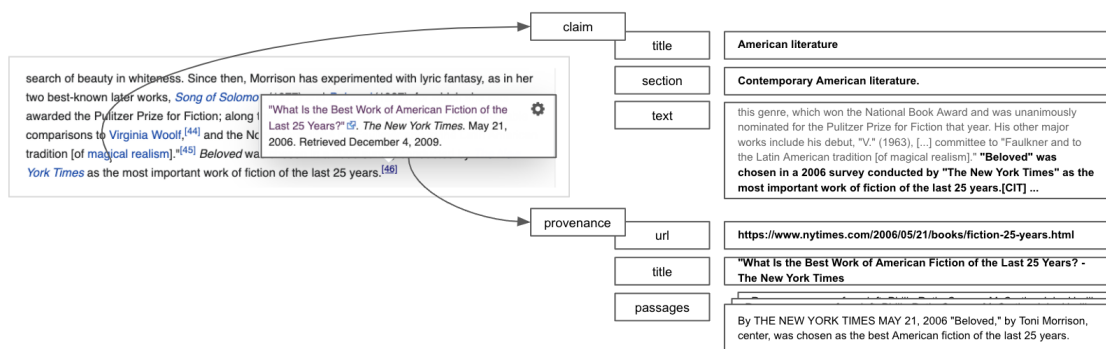 claim
title
American literature
section
Contemporary American literature.
text
this genre, which won the National Book Award and was unanimously
nominated for the Pulitzer Prize for Fiction that year. His other major
works include his debut, "V." (1963), [...] committee to "Faulkner and to
the Latin American tradition [of magical realism]." "Beloved" was
chosen in a 2006 survey conducted by "The New York Times" as the
most important work of fiction of the last 25 years.[CIT] ...
search of beauty in whiteness. Since then, Morrison has experimented with lyric fantasy, as in her
two best-known later works, Song of Solomo
awarded the Pulitzer Prize for Fiction; along
comparisons to Virginia Woolf,[44] and the No
tradition [of magical realism]."[45] Beloved wa
York Times as the most important work of fiction of the last 25 years.[46]
"What Is the Best Work of American Fiction of the
Last 25 Years?". The New York Times. May 21,
2006. Retrieved December 4, 2009.
provenance
url
https://www.nytimes.com/2006/05/21/books/fiction-25-years.html
title
"What Is the Best Work of American Fiction of the Last 25 Years? -
The New York Times
passages
By THE NEW YORK TIMES MAY 21, 2006 "Beloved," by Toni Morrison,
center, was chosen as the best American fiction of the last 25 years.